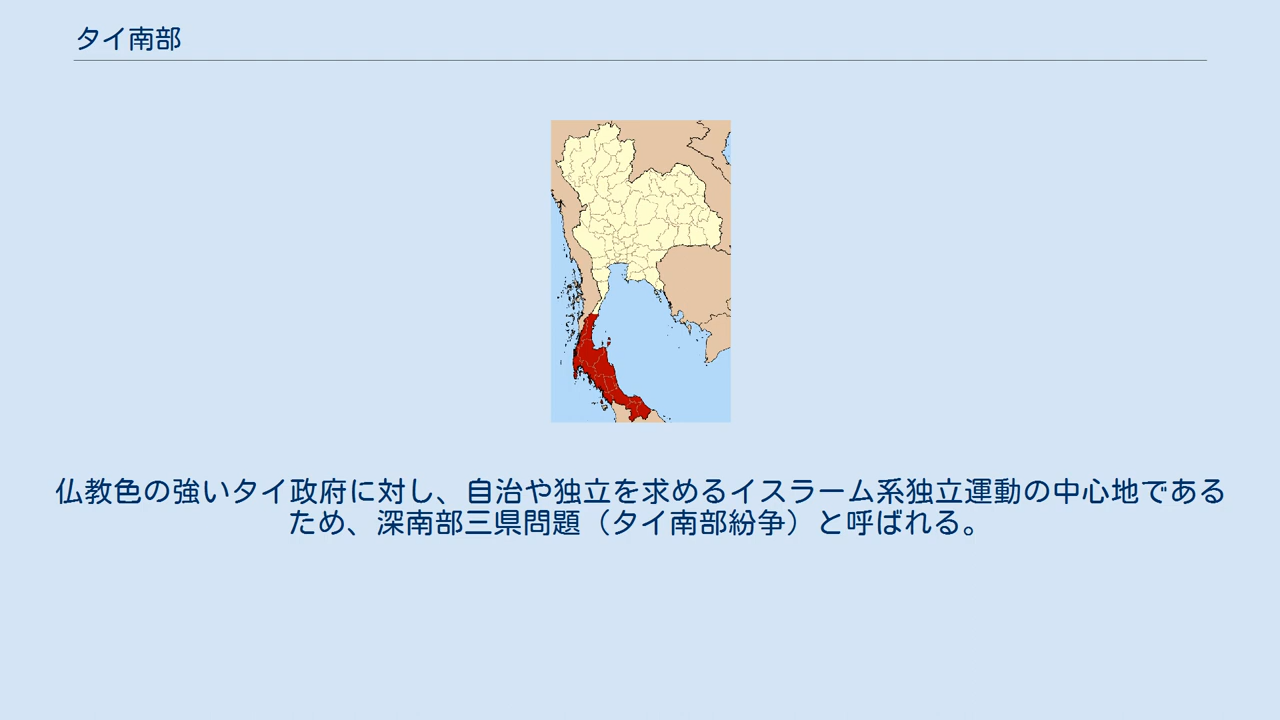 タイ南部
仏教色の強いタイ政府に対し、自治や独立を求めるイスラーム系独立運動の中心地である
ため、深南部三県問題（タイ南部紛争）と呼ばれる。